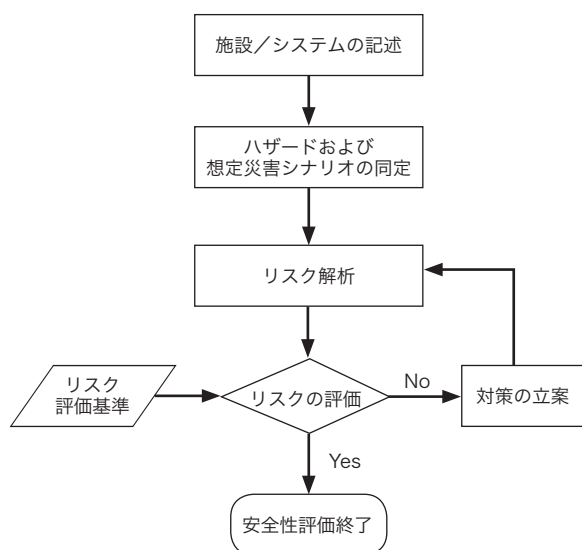 施設／システムの記述
ハザードおよび
想定災害シナリオの同定
リスク解析
リスク
評価基準
リスクの評価
No
対策の立案
Yes
安全性評価終了